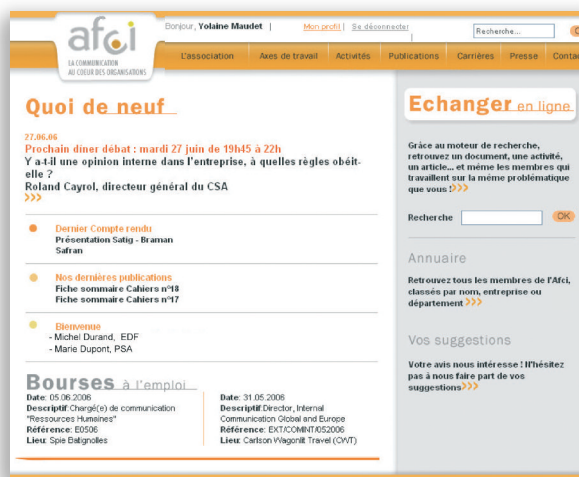 afci
LA COMMUNICATION
AU COEUR DES ORGANISATIONS
Bonjour, Yolaine Maudet | Mon profil | Se déconnecter |
Recherche...
L'association Axes de travail Activités Publications Carrières Presse Contac
Quoi de neuf
27.06.06
Prochain dîner débat : mardi 27 juin de 19h45 à 22h
Y a-t-il une opinion interne dans l'entreprise, à quelles règles obéit-
elle ?
Roland Cayrol, directeur général du CSA
>>>
Dernier Compte rendu
Présentation Satig - Braman
Safran
Nos dernières publications
Fiche sommaire Cahiers n°18
Fiche sommaire Cahiers n°17
Bienvenue
- Michel Durand, EDF
- Marie Dupont, PSA
Bourses à l'emploi
Date: 05.06.2006
Descriptif:Chargé(e) de communication
"Ressources Humaines"
Référence: E0506
Lieu: Spie Batignolles
Date: 31.05.2006
Descriptif:Director, Internal
Communication Global and Europe
Référence: EXT/COMINT/052006
Lieu: Carlson Wagonlit Travel (CWT)
Echanger en ligne
Grâce au moteur de recherche,
retrouvez un document, une activité,
un article... et même les membres qui
travaillent sur la même problématique
que vous !>>>
Recherche OK
Annuaire
Retrouvez tous les membres de l'Afci,
classés par nom, entreprise ou
département >>>
Vos suggestions
Votre avis nous intéresse ! N'hésitez
pas à nous faire part de vos
suggestions>>>